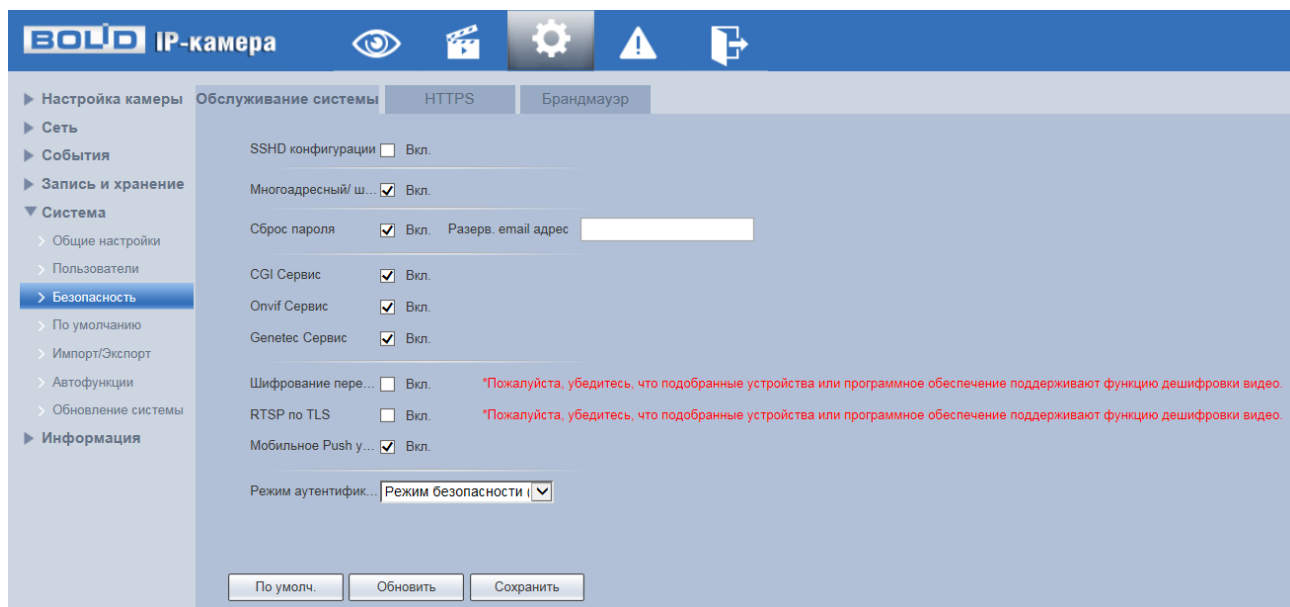 BOLID IP-камера
Настройка камеры
Сеть
События
Запись и хранение
Система
Общие настройки
Пользователи
Безопасность
По умолчанию
Импорт/Экспорт
Автофункции
Обновление системы
Информация
Обслуживание системы HTTPS Брандмауэр
SSHD конфигурации Вкл.
Многоадресный/ ш... Вкл.
Сброс пароля Вкл. Разерв. email адрес
CGI Сервис Вкл.
Onvif Сервис Вкл.
Genetec Сервис Вкл.
Шифрование пере... Вкл. *Пожалуйста, убедитесь, что подобранные устройства или программное обеспечение поддерживают функцию дешифровки видео.
RTSP по TLS Вкл. *Пожалуйста, убедитесь, что подобранные устройства или программное обеспечение поддерживают функцию дешифровки видео.
Мобильное Push у... Вкл.
Режим аутентифик... Режим безопасности (
По умолч. Обновить Сохранить